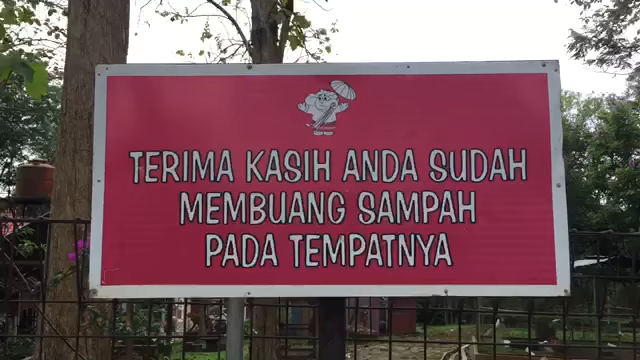 TERIMA KASIH ANDA SUDAH
MEMBUANG SAMPAH
PADA TEMPATNYA